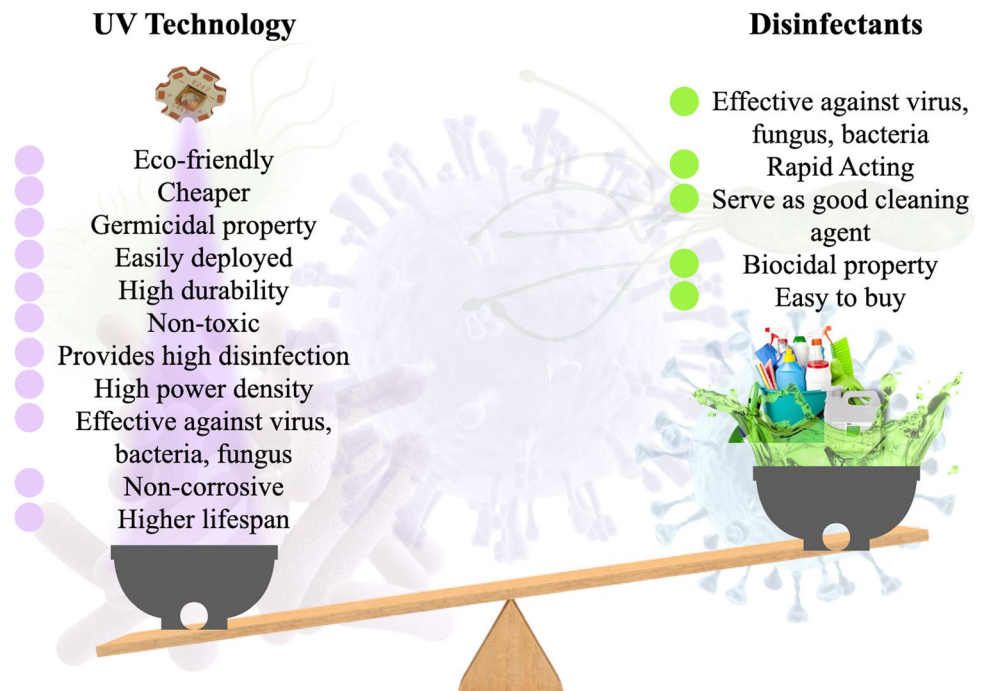 UV Technology
Eco-friendly
Cheaper
Germicidal property
Easily deployed
High durability
Non-toxic
Provides high disinfection
High power density
Effective against virus,
bacteria, fungus
Non-corrosive
Higher lifespan
Disinfectants
Effective against virus,
fungus, bacteria
Rapid Acting
Serve as good cleaning
agent
Biocidal property
Easy to buy